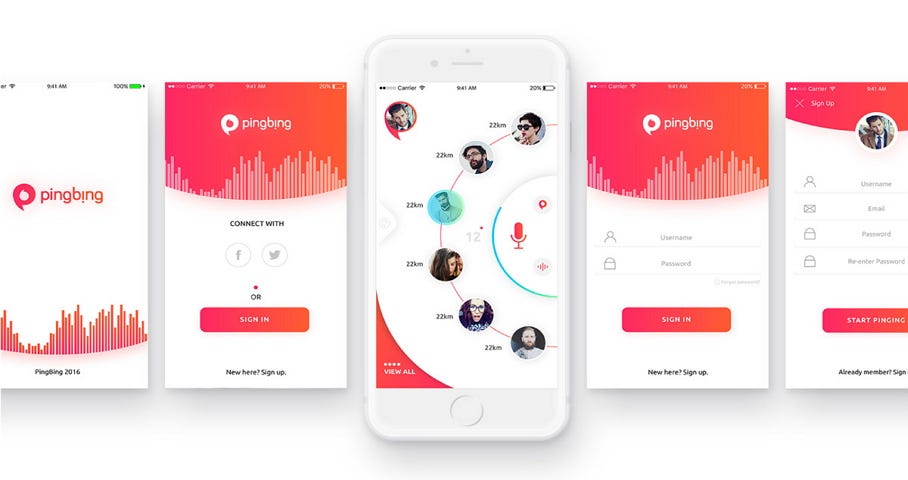 er 9:41 AM 100%
pingbing
PingBing 2016
Carrier 9:41 AM 20%
pingbing
CONNECT WITH
f
OR
SIGN IN
New here? Sign up.
Carrier 9:41 AM 20%
22km
22km
22km
12
22km
22km
22km
VIEW ALL
Carrier 9:41 AM 20%
pingbing
Username
Password
Forgot password?
SIGN IN
New here? Sign up.
Carrier 9:41 AM
Sign Up
Username
Email
Password
Re-enter Password
START PINGING
Already member? Sign